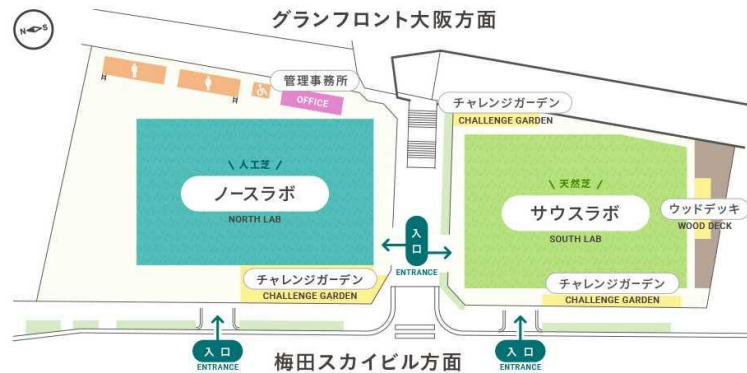 グランフロント大阪方面
N S
管理事務所
OFFICE
チャレンジガーデン
CHALLENGE GARDEN
\ 人工芝 /
ノースラボ
NORTH LAB
\ 天然芝 /
サウスラボ
SOUTH LAB
ウッドデッキ
WOOD DECK
入口
ENTRANCE
チャレンジガーデン
CHALLENGE GARDEN
チャレンジガーデン
CHALLENGE GARDEN
入口
ENTRANCE
梅田スカイビル方面
入口
ENTRANCE